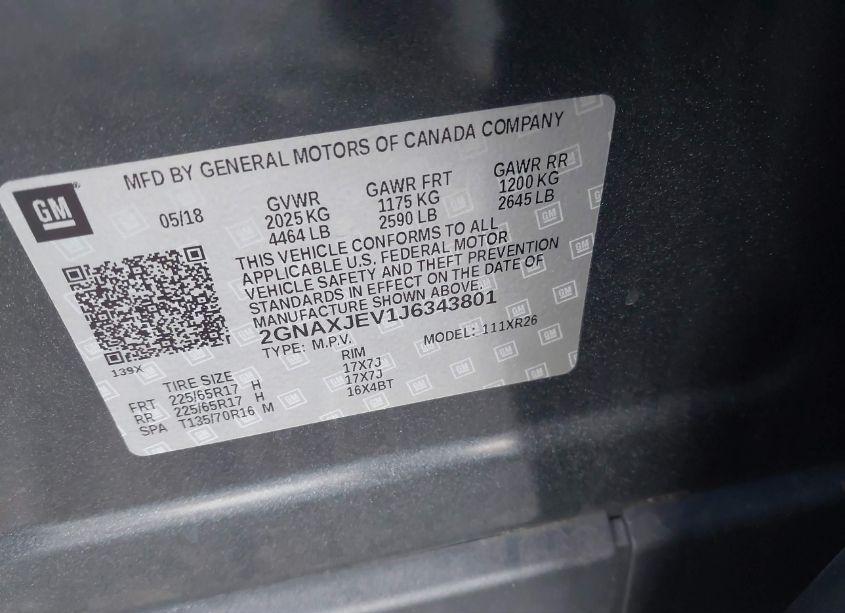 MFD BY GENERAL MOTORS OF CANADA COMPANY
GM
05/18
GVWR
2025 KG
4464 LB
GAWR FRT
1175 KG
2590 LB
GAWR RR
1200 KG
2645 LB
THIS VEHICLE CONFORMS TO ALL
APPLICABLE U.S. FEDERAL MOTOR
VEHICLE SAFETY AND THEFT PREVENTION
STANDARDS IN EFFECT ON THE DATE OF
MANUFACTURE SHOWN ABOVE.
2GNAXJEV1J6343801
TYPE: M.P.V. MODEL: 111XR26
139X
TIRE SIZE RIM
FRT 225/65R17 H 17X7J
RR 225/65R17 H 17X7J
SPA T135/70R16 M 16X4BT